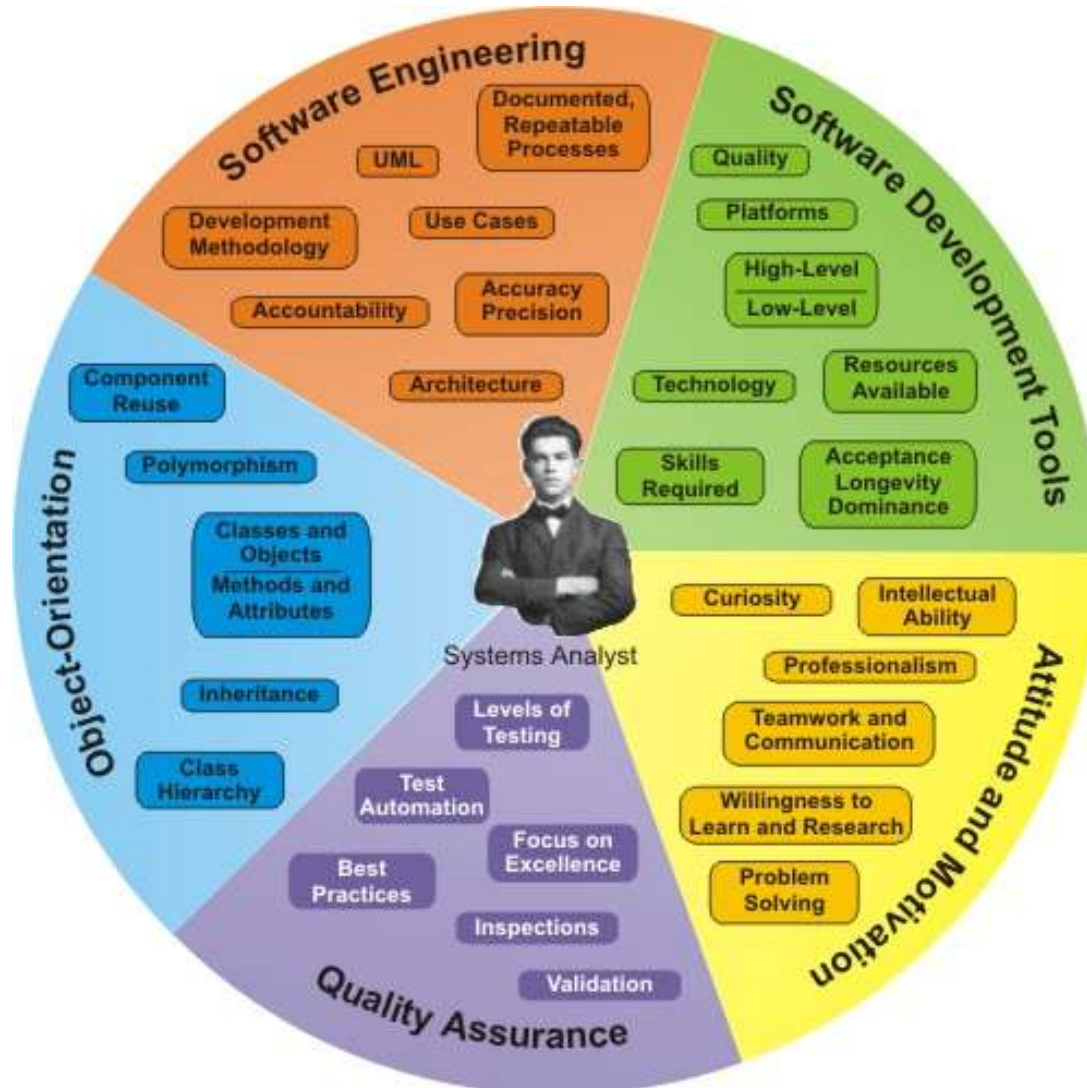 Software Engineering
Documented,
Repeatable
Processes
UML
Use Cases
Development
Methodology
Accountability
Accuracy
Precision
Architecture
Software Development Tools
Quality
Platforms
High-Level
Low-Level
Technology
Resources
Available
Skills
Required
Acceptance
Longevity
Dominance
Object-Orientation
Component
Reuse
Polymorphism
Classes and
Objects
Methods and
Attributes
Inheritance
Class
Hierarchy
Systems Analyst
Attitude and Motivation
Curiosity
Intellectual
Ability
Professionalism
Teamwork and
Communication
Willingness to
Learn and Research
Problem
Solving
Levels of
Testing
Test
Automation
Focus on
Excellence
Best
Practices
Inspections
Validation
Quality Assurance